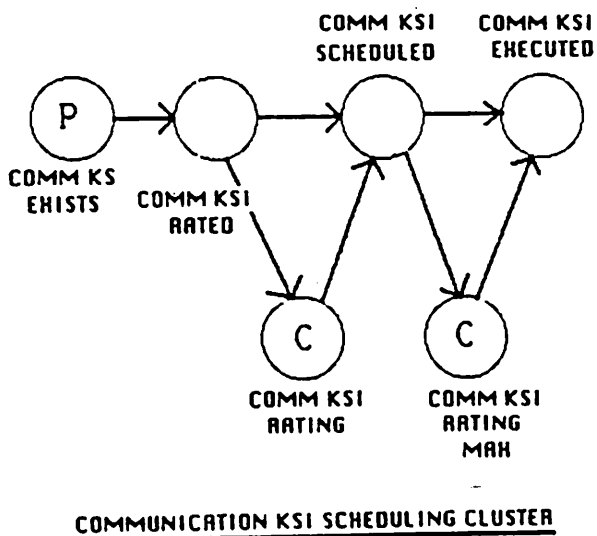 COMM KSI
SCHEDULED
COMM KSI
EXECUTED
P
COMM KS
EXISTS
COMM KSI
RATED
C
C
COMM KSI
RATING
COMM KSI
RATING
MAX
COMMUNICATION KSI SCHEDULING CLUSTER